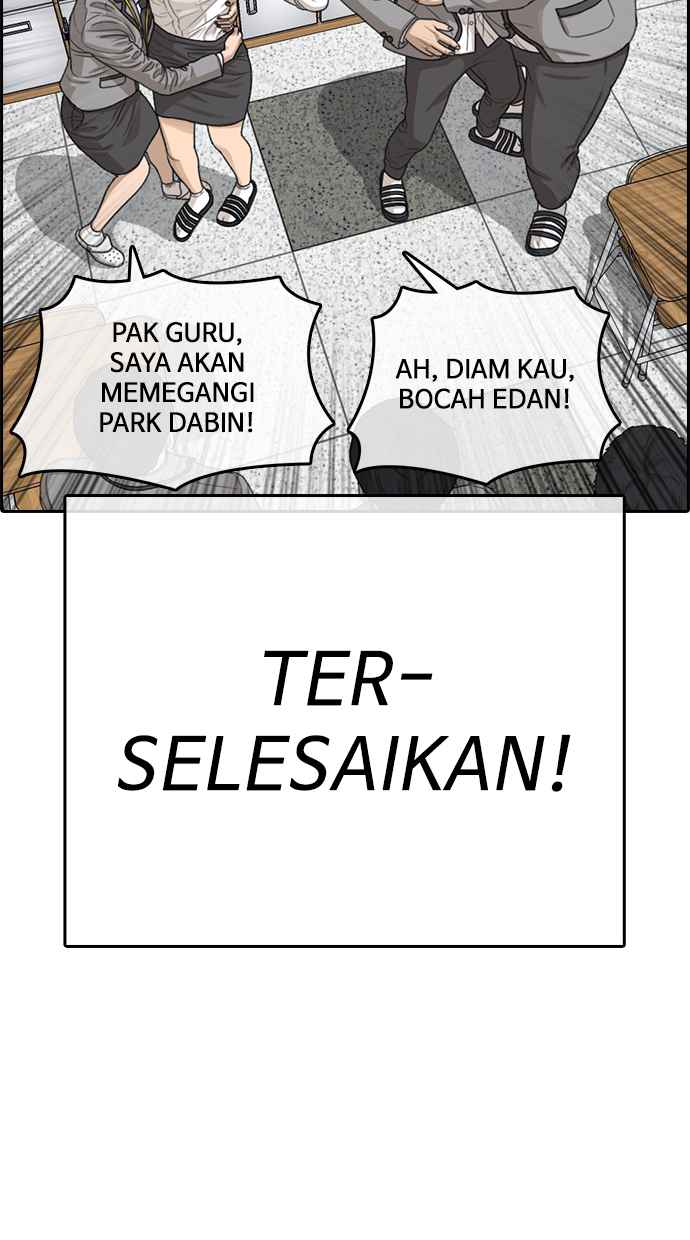 PAK GURU,
SAYA AKAN
MEMEGANGI
PARK DABIN!
AH, DIAM KAU,
BOCAH EDAN!
TER-
SELESAIKAN!